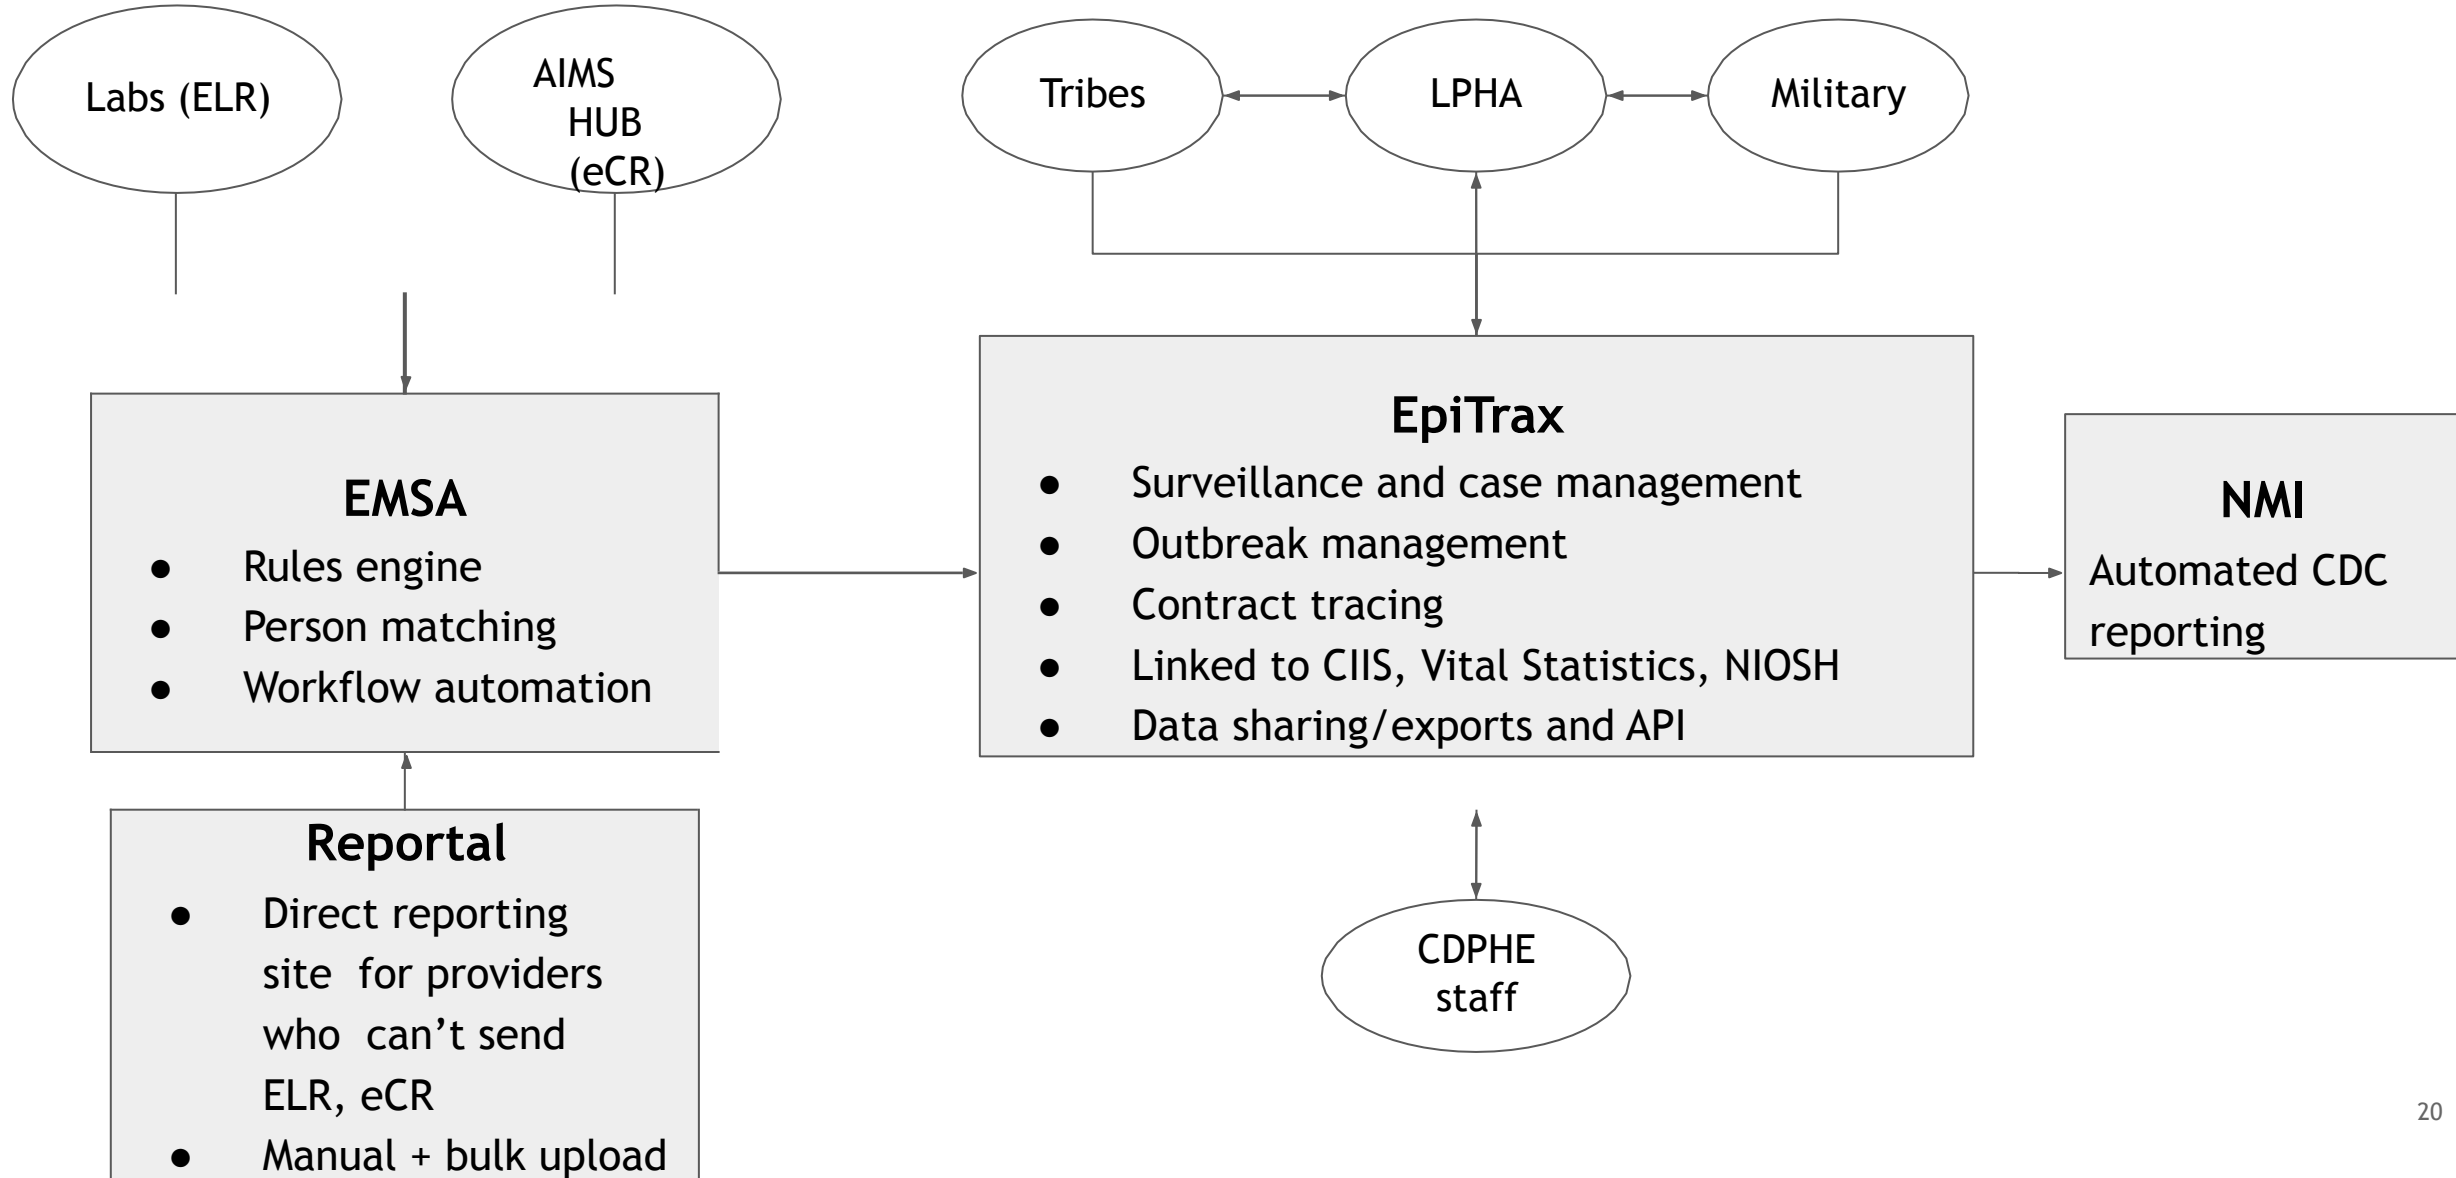 Labs (ELR)
AIMS
HUB
(eCR)
Tribes
LPHA
Military
EMSA
● Rules engine
● Person matching
● Workflow automation
EpiTrax
● Surveillance and case management
● Outbreak management
● Contract tracing
● Linked to CIIS, Vital Statistics, NIOSH
● Data sharing/exports and API
NMI
Automated CDC
reporting
Reportal
● Direct reporting
site for providers
who can’t send
ELR, eCR
● Manual + bulk upload
CDPHE
staff
20